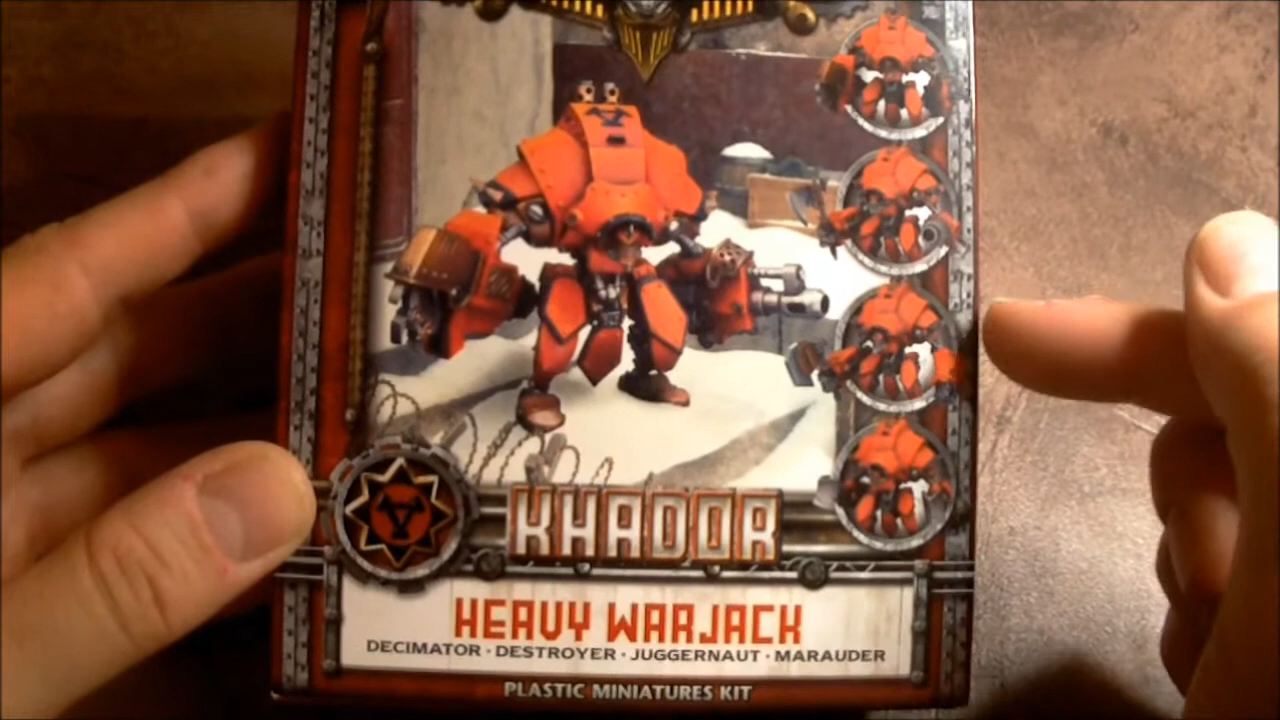 KHADOR
HEAVY WARJACK
DECIMATOR · DESTROYER · JUGGERNAUT · MARAUDER
PLASTIC MINIATURES KIT